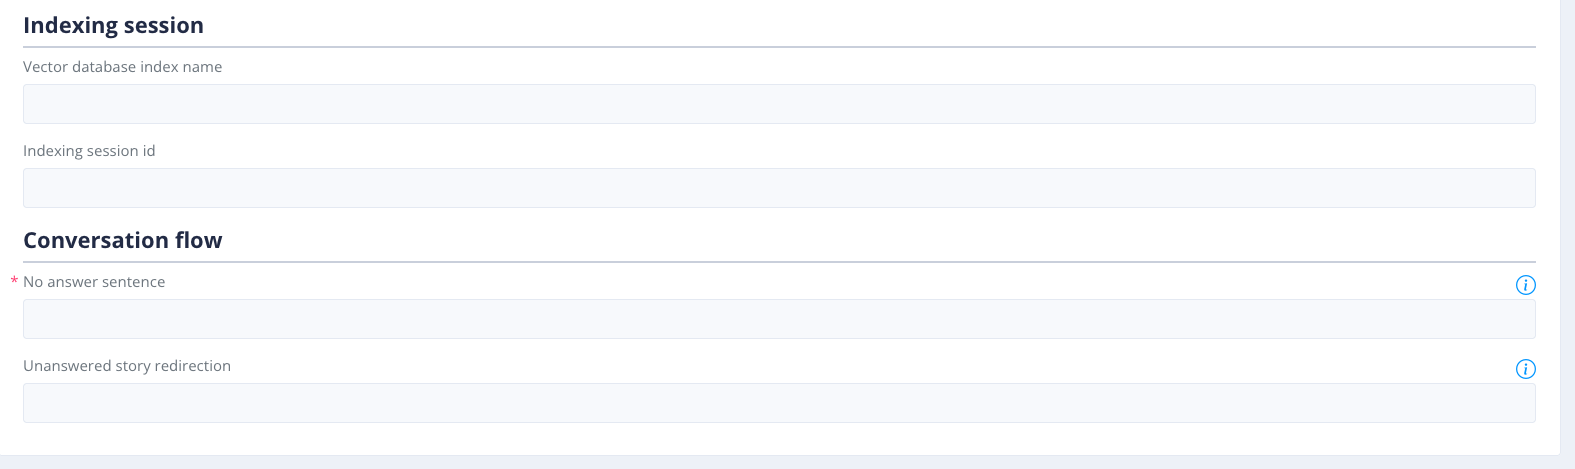 Indexing session
Vector database index name
Indexing session id
Conversation flow
* No answer sentence
Unanswered story redirection